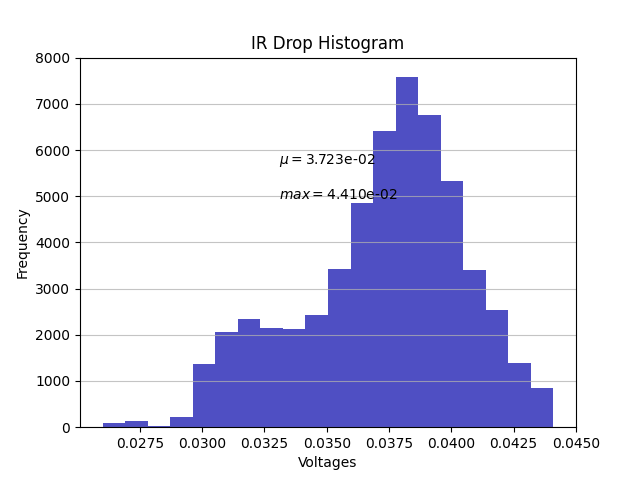 IR Drop Histogram
8000
7000
6000
5000
4000
3000
2000
1000
0
Frequency
μ = 3.723e-02
max = 4.410e-02
0.0275 0.0300 0.0325 0.0350 0.0375 0.0400 0.0425 0.0450
Voltages